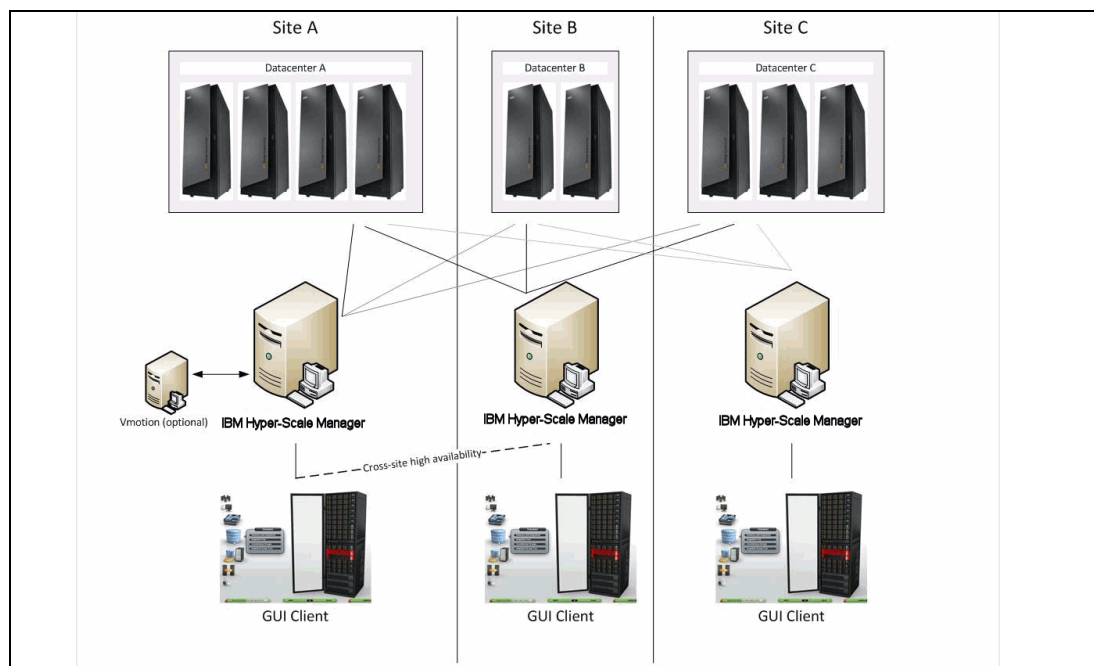 Site A
Site B
Site C
Datacenter A
Datacenter B
Datacenter C
Vmotion (optional)
IBM Hyper-Scale Manager
IBM Hyper-Scale Manager
IBM Hyper-Scale Manager
Cross-site high availability
GUI Client
GUI Client
GUI Client